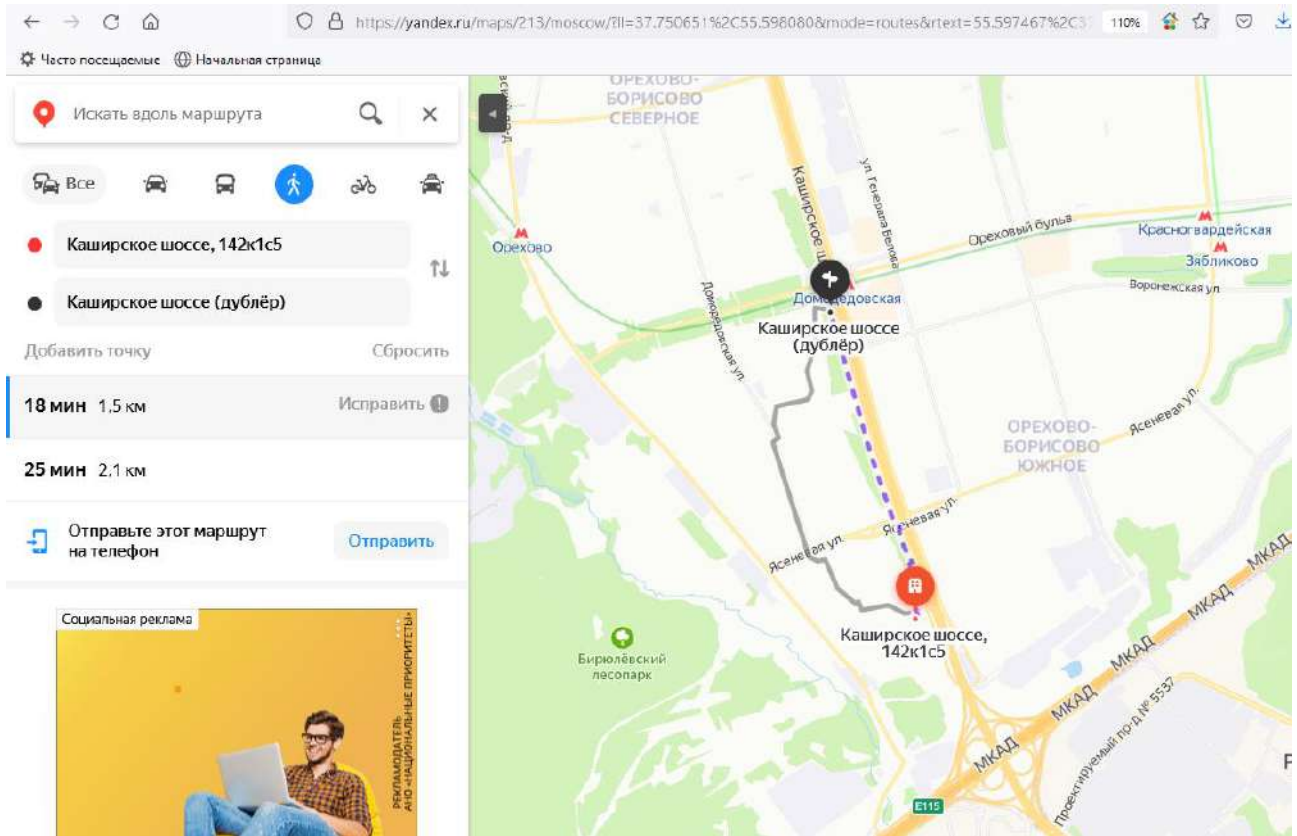 https://yandex.ru/maps/213/moscow/?ll=37.750651%2C55.598080&mode=routes&rtext=55.597467%2C37
110%
Часто посещаемые
Начальная страница
Искать вдоль маршрута
Все
Каширское шоссе, 142к1с5
Каширское шоссе (дублёр)
Добавить точку
Сбросить
18 мин 1,5 км
Исправить
25 мин 2,1 км
Отправьте этот маршрут
на телефон
Отправить
Социальная реклама
РЕКЛАМОДАТЕЛЬ
АНО «НАЦИОНАЛЬНЫЕ ПРИОРИТЕТЫ»
ОРЕХОВО-
БОРИСОВО
СЕВЕРНОЕ
Каширское ш
ул. Генерала Белова
Ореховый бульв
Красногвардейская
Зябликово
Орехово
Воронежская ул
Домодедовская
Домодедовская ул.
Каширское шоссе
(дублёр)
Ясеневая ул.
ОРЕХОВО-
БОРИСОВО
ЮЖНОЕ
Ясеневая ул.
Ясеневая ул.
МКАД
МКАД
МКАД
Каширское шоссе,
142к1с5
Бирюлёвский
лесопарк
МКАД
МКАД
Проектируемый пр-д № 5537
E115